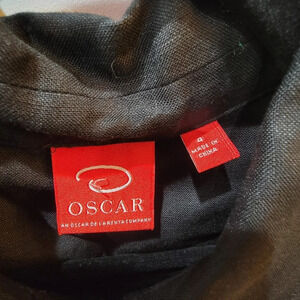 OSCAR
AN OSCAR DE LA RENTA COMPANY
4
MADE IN
CHINA